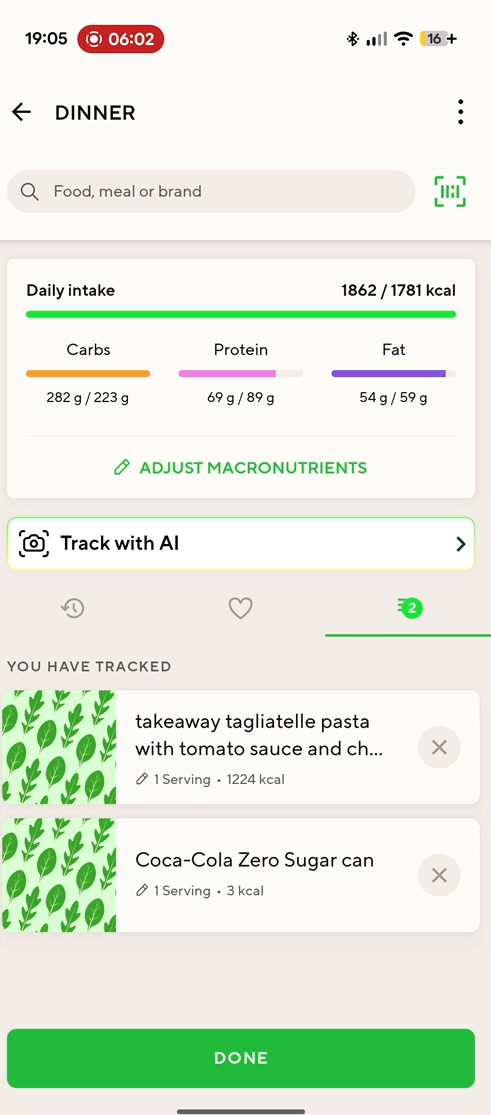 19:05 06:02 16+
DINNER
Food, meal or brand
Daily intake 1862 / 1781 kcal
Carbs Protein Fat
282 g / 223 g 69 g / 89 g 54 g / 59 g
ADJUST MACRONUTRIENTS
Track with AI
2
YOU HAVE TRACKED
takeaway tagliatelle pasta
with tomato sauce and ch...
1 Serving • 1224 kcal
Coca-Cola Zero Sugar can
1 Serving • 3 kcal
DONE